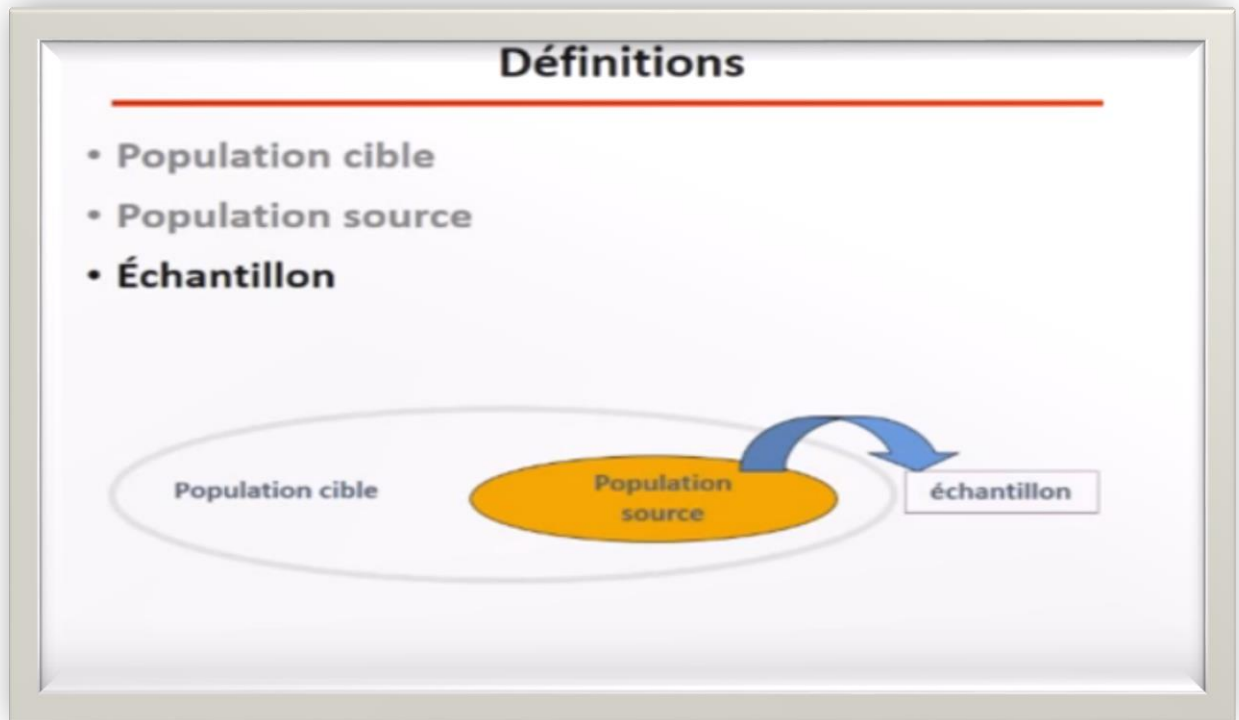 Définitions
• Population cible
• Population source
• Échantillon
Population cible
Population
source
échantillon